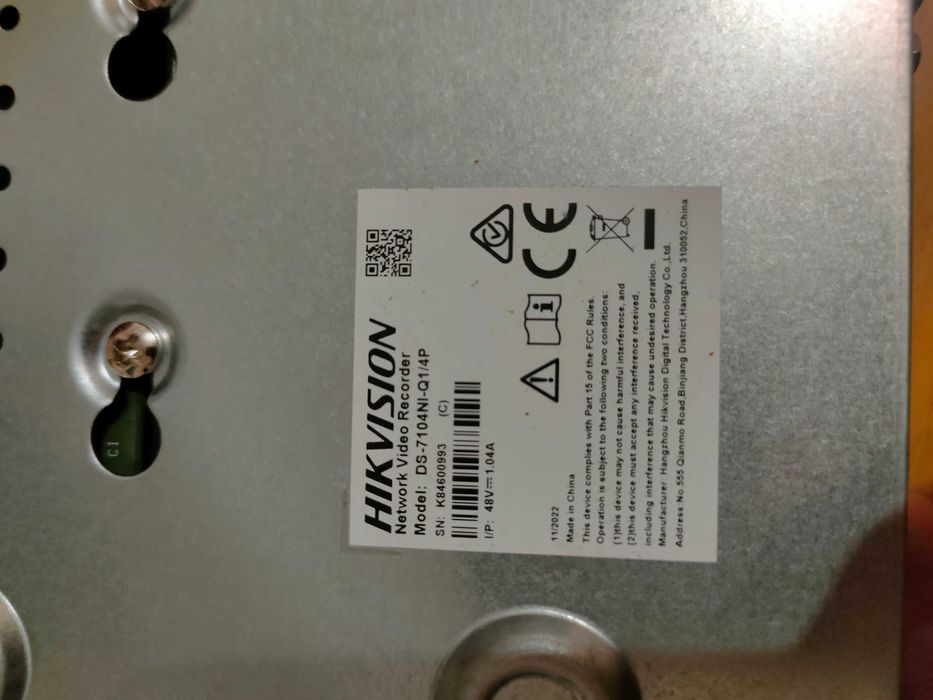 HIKVISION
Network Video Recorder
Model: DS-7104NI-Q1/4P
SN: K84600993 (C)
I/P: 48V⎓1.04A
11/2022
Made in China
This device complies with Part 15 of the FCC Rules.
Operation is subject to the following two conditions:
(1)this device may not cause harmful interference, and
(2)this device must accept any interference received,
including interference that may cause undesired operation.
Manufacturer: Hangzhou Hikvision Digital Technology Co.,Ltd.
Address:No.555 Qianmo Road,Binjiang District,Hangzhou 310052,China
CE
C1